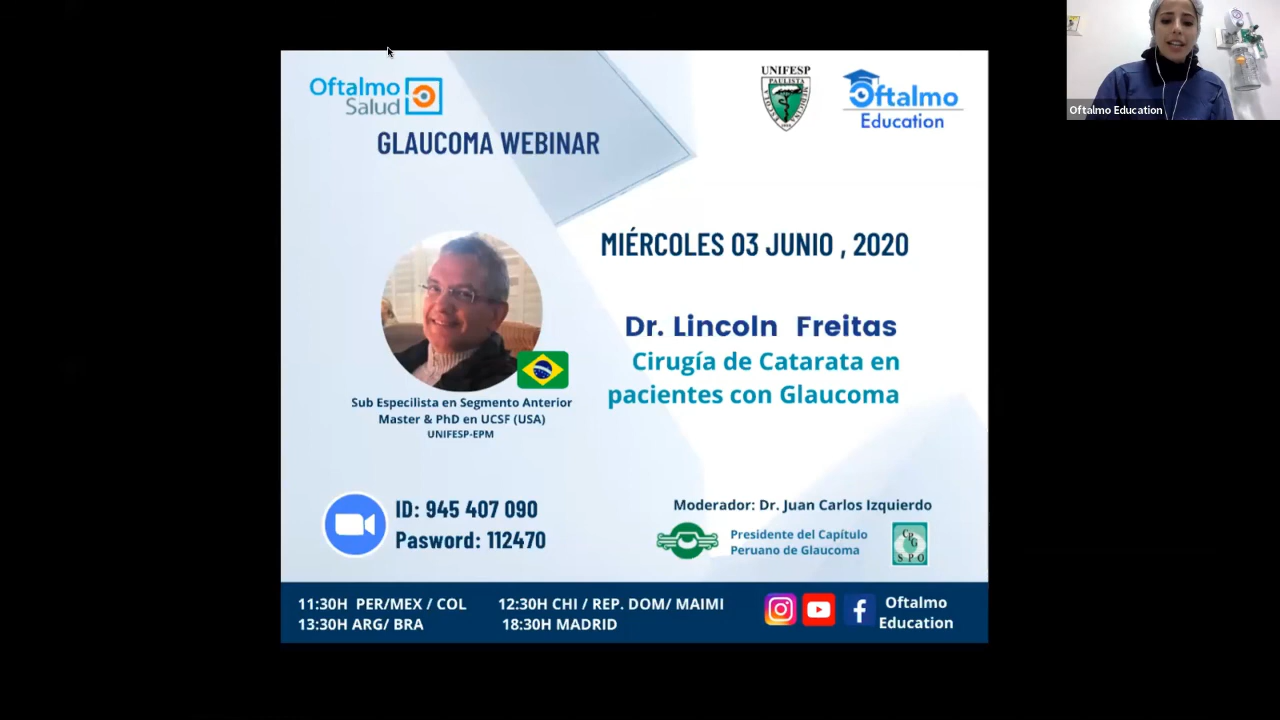 Oftalmo
Salud
UNIFESP
PAULISTA
Oftalmo
Education
GLAUCOMA WEBINAR
MIÉRCOLES 03 JUNIO , 2020
Dr. Lincoln Freitas
Cirugía de Catarata en
pacientes con Glaucoma
Sub Especilista en Segmento Anterior
Master & PhD en UCSF (USA)
UNIFESP-EPM
ID: 945 407 090
Pasword: 112470
Moderador: Dr. Juan Carlos Izquierdo
Presidente del Capítulo
Peruano de Glaucoma
CPG
SPO
11:30H PER/MEX / COL
13:30H ARG/ BRA
12:30H CHI / REP. DOM/ MAIMI
18:30H MADRID
Oftalmo
Education
Oftalmo Education